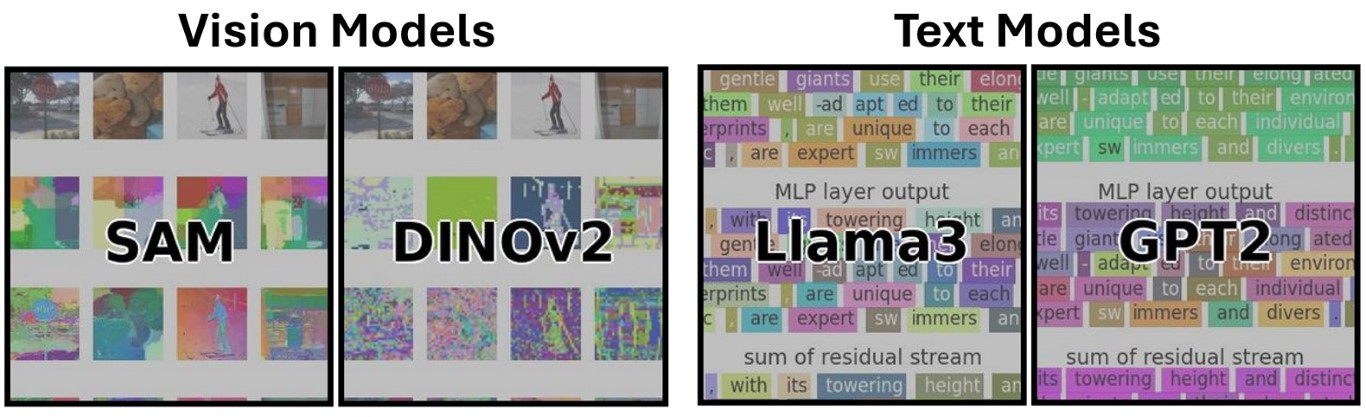 Vision Models
Text Models
SAM
DINOv2
gentle giants use their elong
them well -ad apt ed to their
erprints , are unique to each
c , are expert sw immers an
MLP layer output
, with its towering height an
gentle elong
Llama3
them well -ad apt ed to their
erprints , are unique to each
c , are expert sw immers an
sum of residual stream
, with its towering height an
tle giants use their elong ated
well - adapt ed to their environ
are unique to each individual
xpert sw immers and divers .
MLP layer output
its towering height and distinct
tle giant ong ated
GPT2
well - adapt ed to their environ
are unique to each individual
xpert sw immers and divers .
sum of residual stream
its towering height and distinct